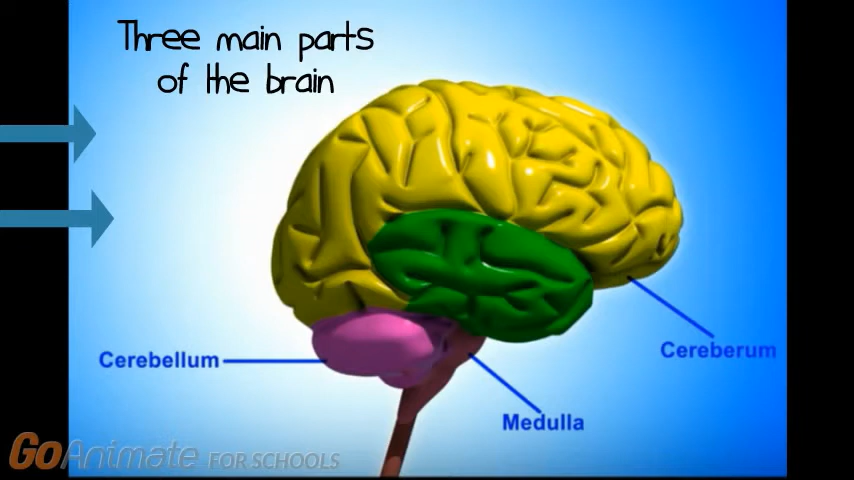 Three main parts
of the brain
Cerebellum
Cereberum
Medulla
GoAnimate FOR SCHOOLS